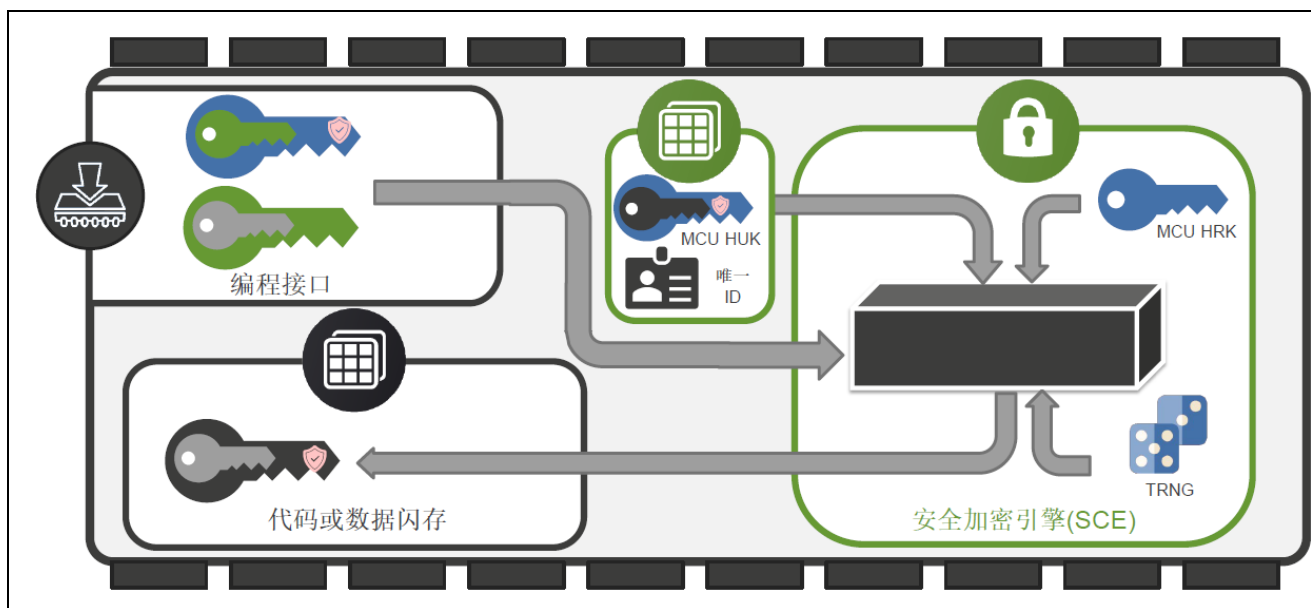 编程接口
MCU HUK
唯一
ID
MCU HRK
TRNG
代码或数据闪存
安全加密引擎(SCE)